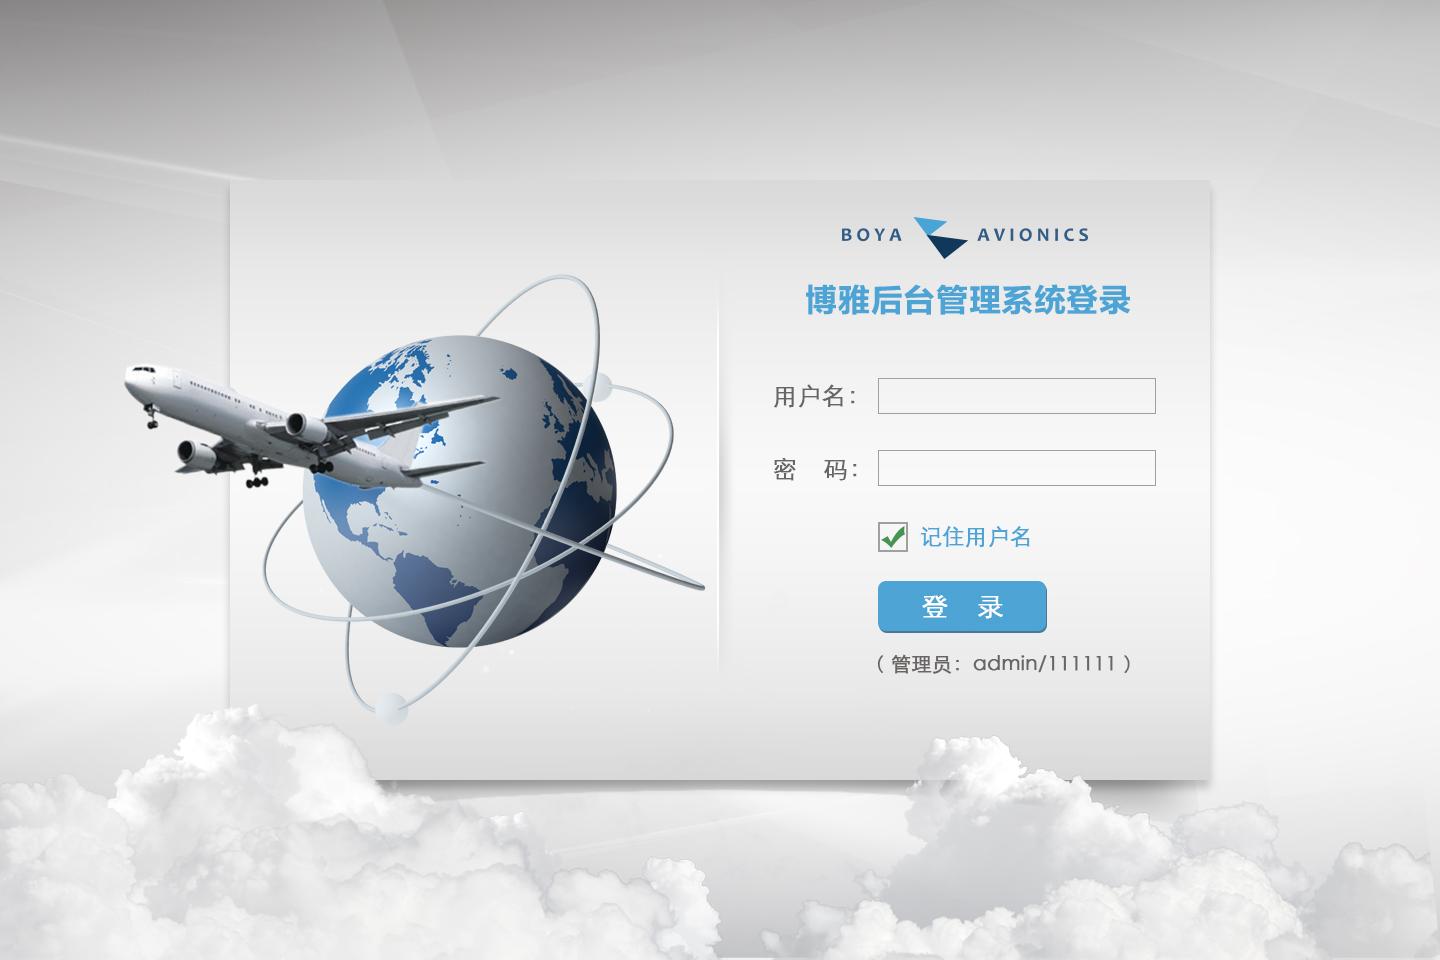 BOYA AVIONICS
博雅后台管理系统登录
用户名：
密 码：
记住用户名
登 录
（ 管理员：admin/111111 ）